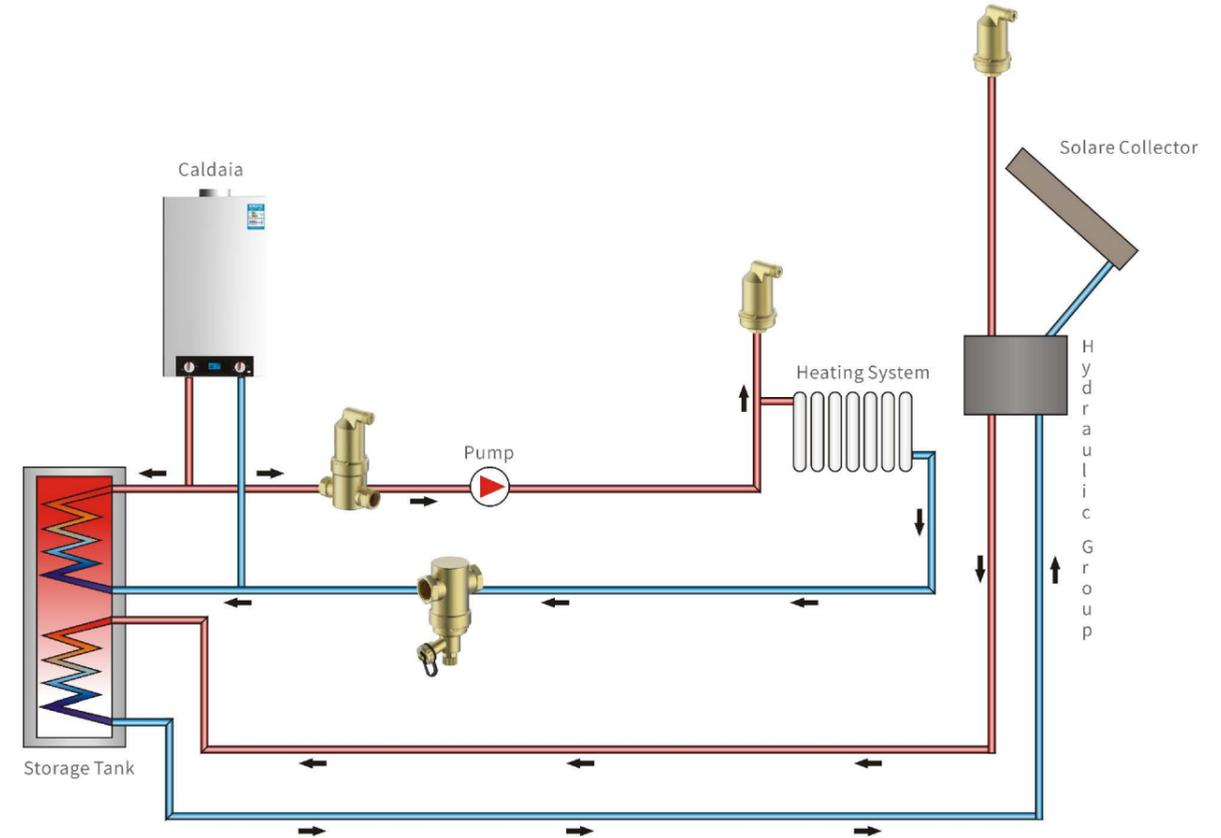 Solare Collector
Caldaia
Hydraulic Group
Heating System
Pump
Storage Tank